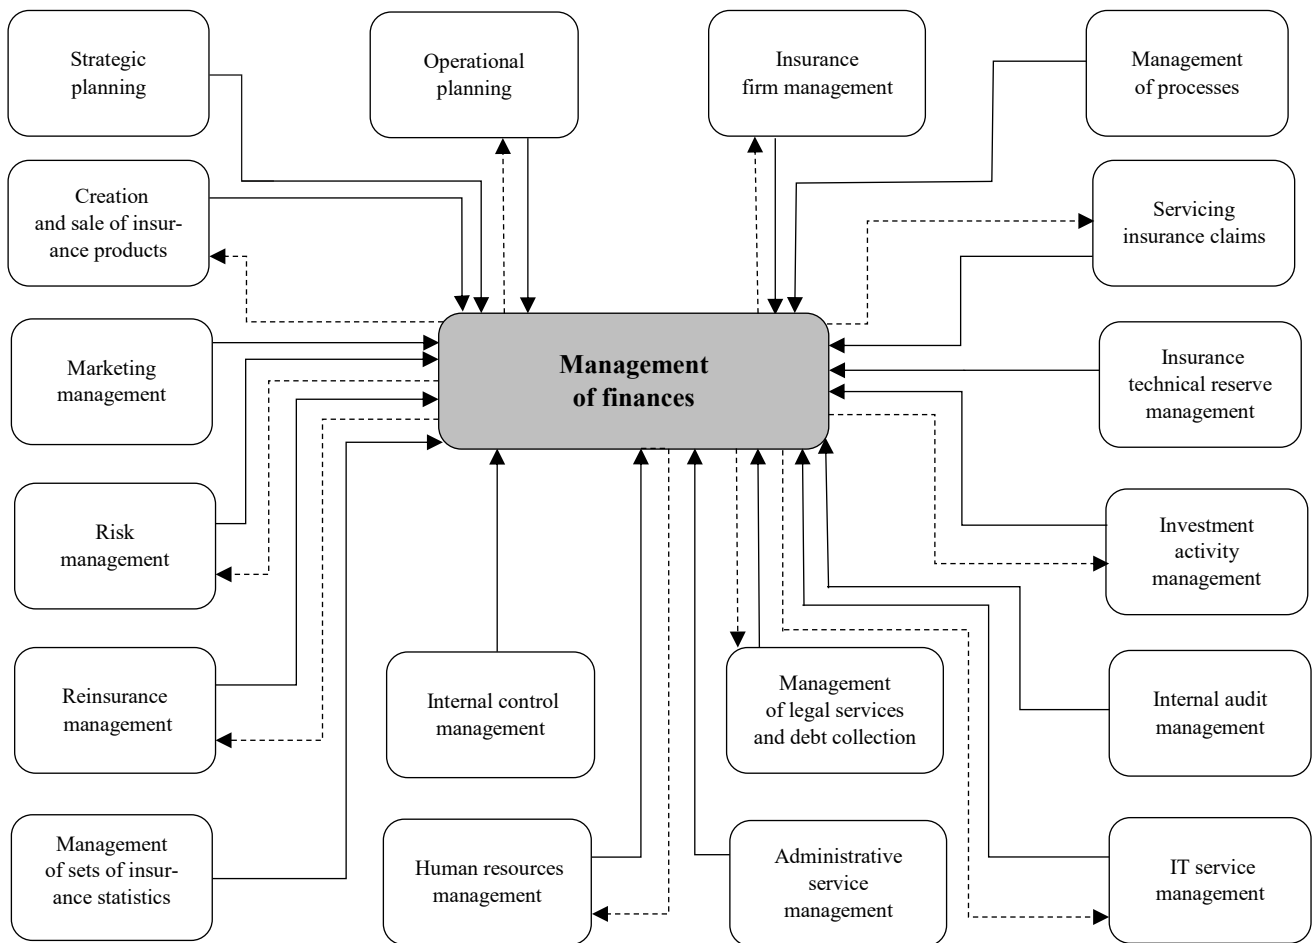 Strategic
planning
Operational
planning
Insurance
firm management
Management
of processes
Creation
and sale of insur-
ance products
Servicing
insurance claims
Marketing
management
Management
of finances
Insurance
technical reserve
management
Risk
management
Investment
activity
management
Reinsurance
management
Internal control
management
Management
of legal services
and debt collection
Internal audit
management
Management
of sets of insur-
ance statistics
Human resources
management
Administrative
service
management
IT service
management